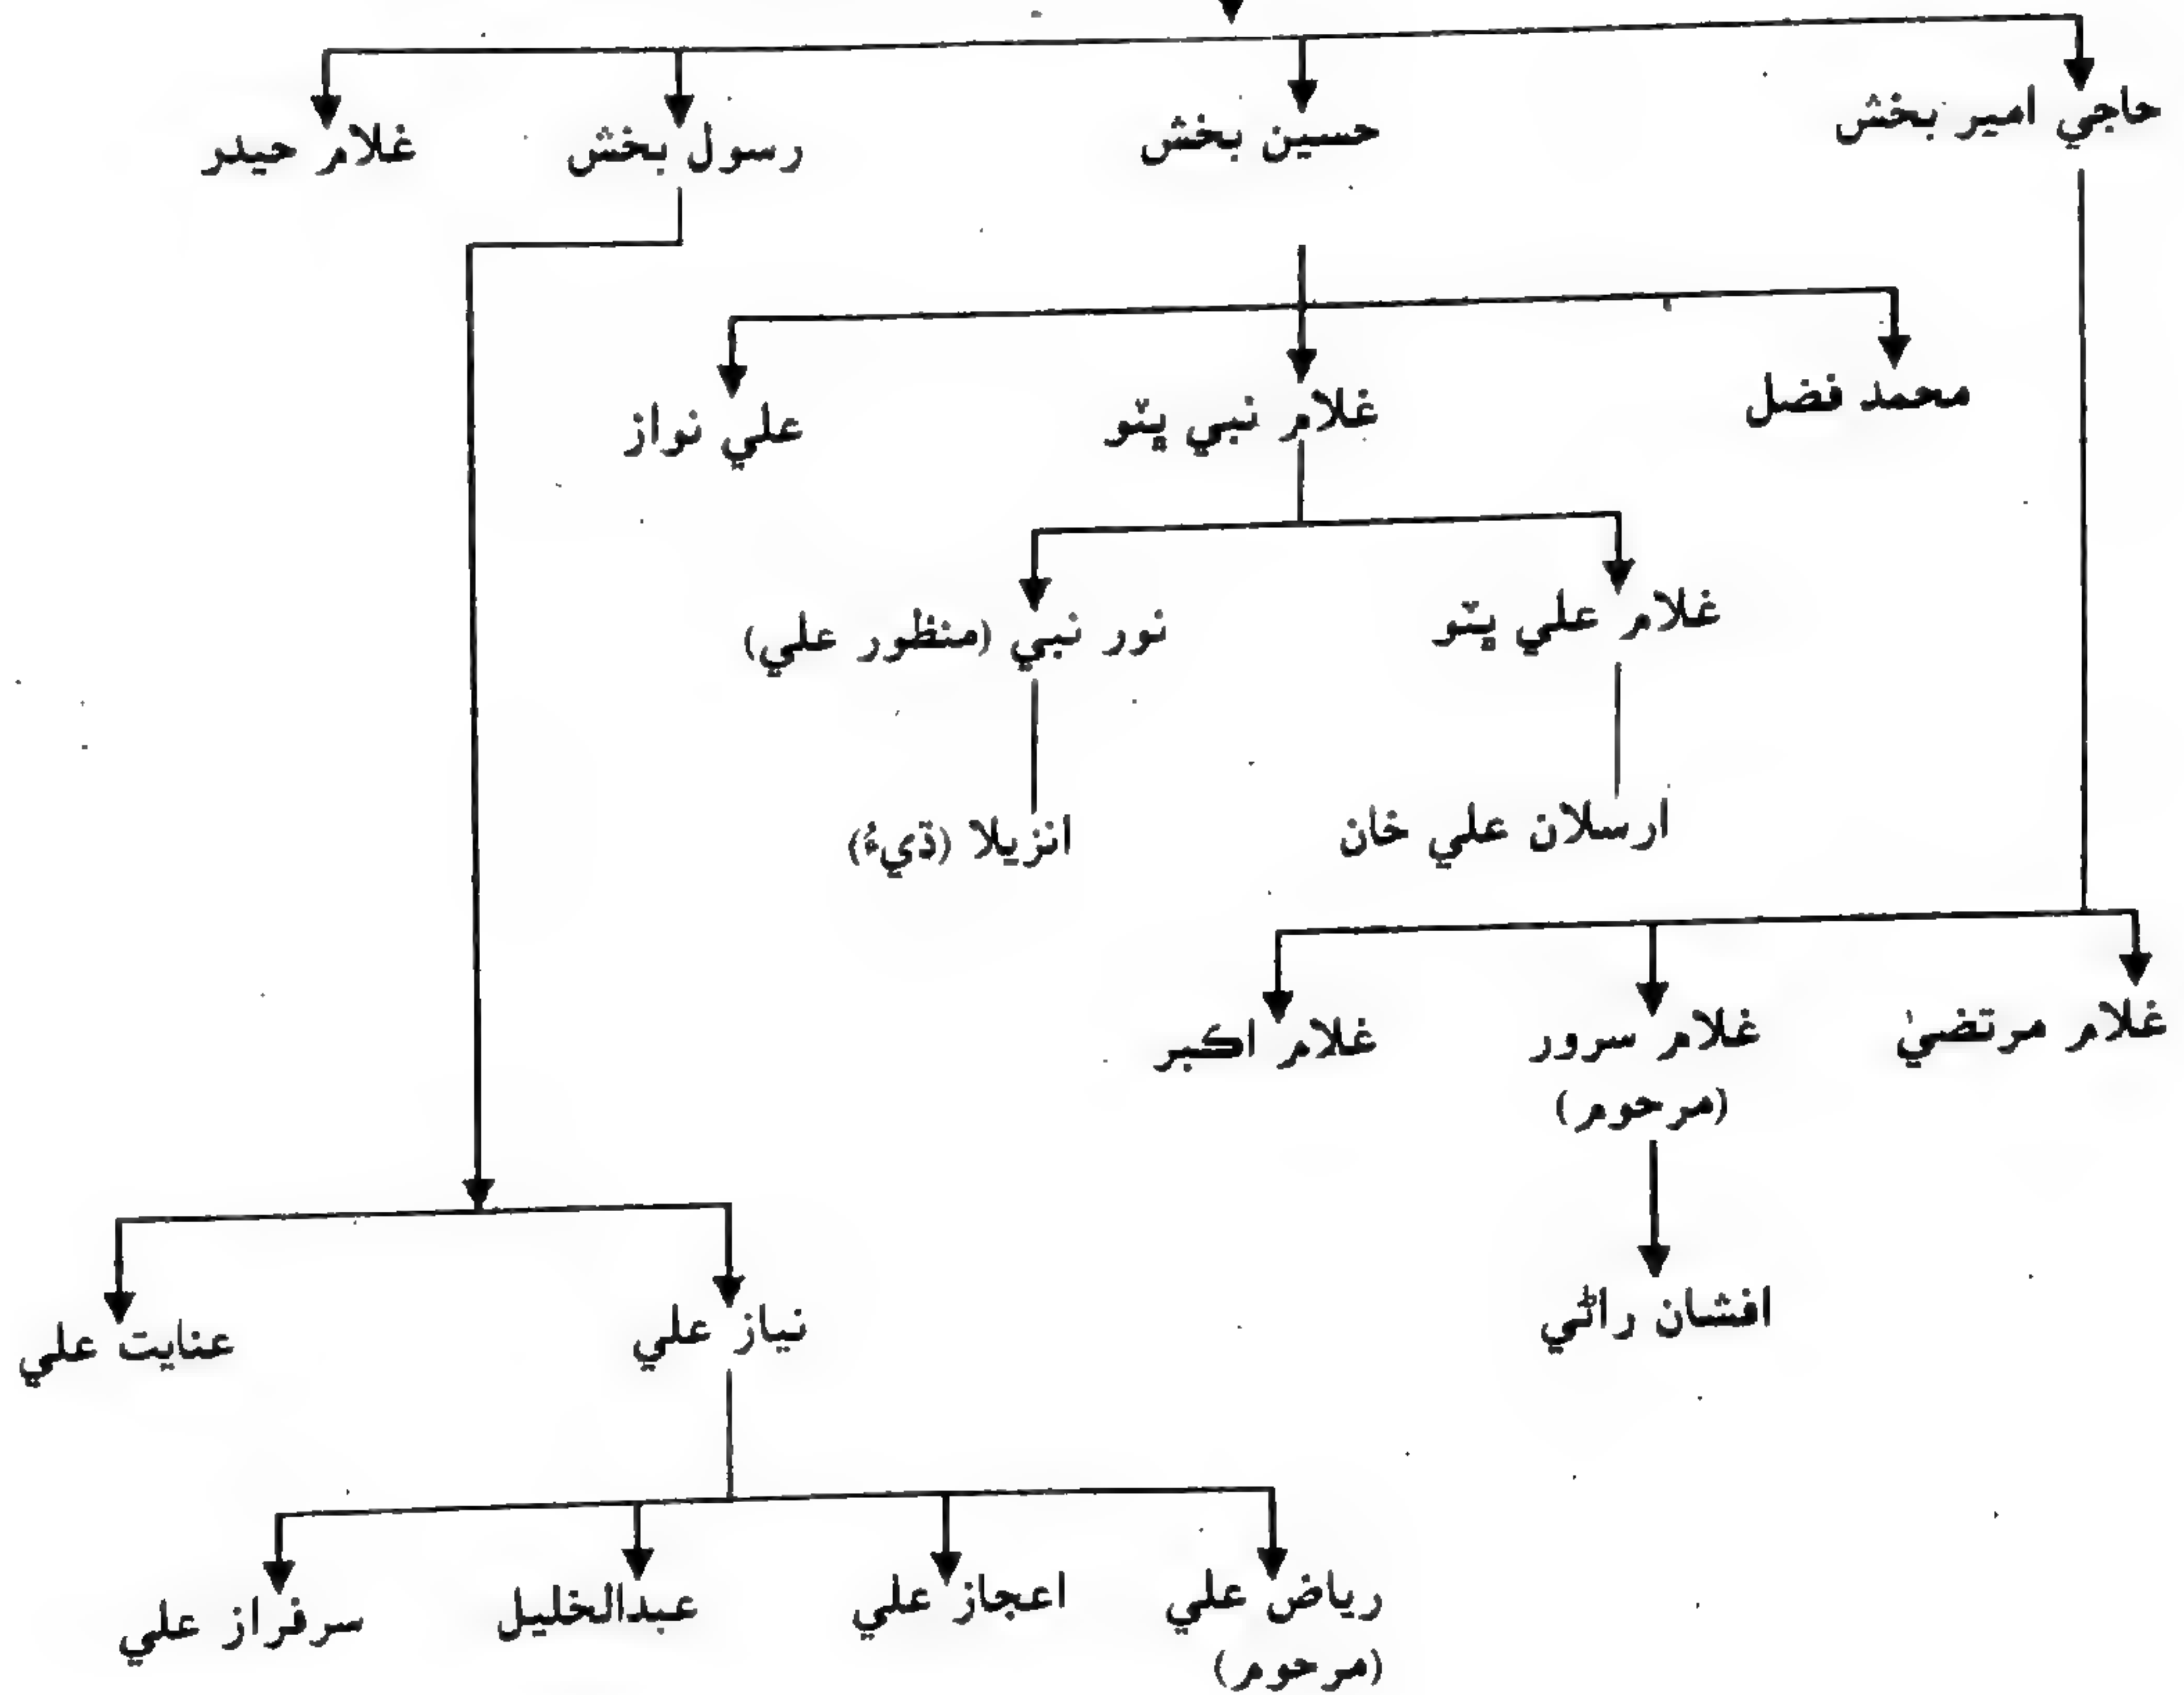 حاجي امير بخش
حسين بخش
رسول بخش
غلام حيدر
محمد فضل
غلام نبي ڀٽو
علي نواز
غلام علي ڀٽو
نور نبي (منظور علي)
ارسلان علي خان
انزيلا (ڌيءُ)
غلام مرتضيٰ
غلام سرور
(مرحوم)
غلام اڪبر
افشان راڻي
نياز علي
عنايت علي
رياض علي
(مرحوم)
اعجاز علي
عبدالخليل
سرفراز علي